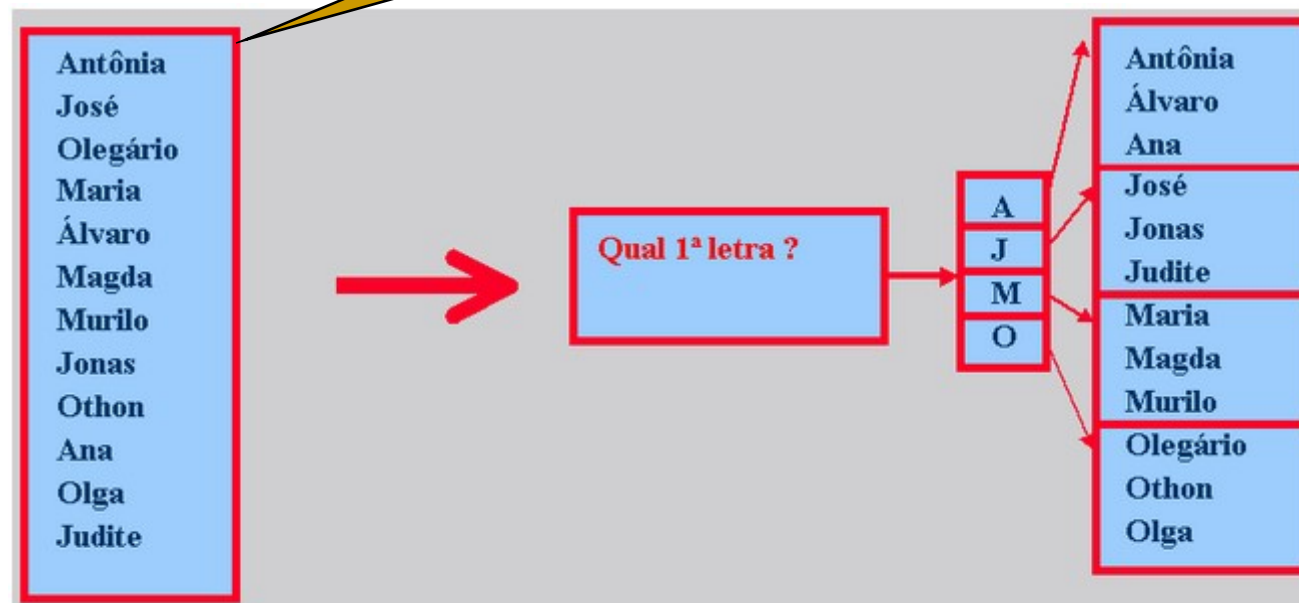 Antônia
José
Olegário
Maria
Álvaro
Magda
Murilo
Jonas
Othon
Ana
Olga
Judite
Qual 1ª letra ?
A
J
M
O
Antônia
Álvaro
Ana
José
Jonas
Judite
Maria
Magda
Murilo
Olegário
Othon
Olga